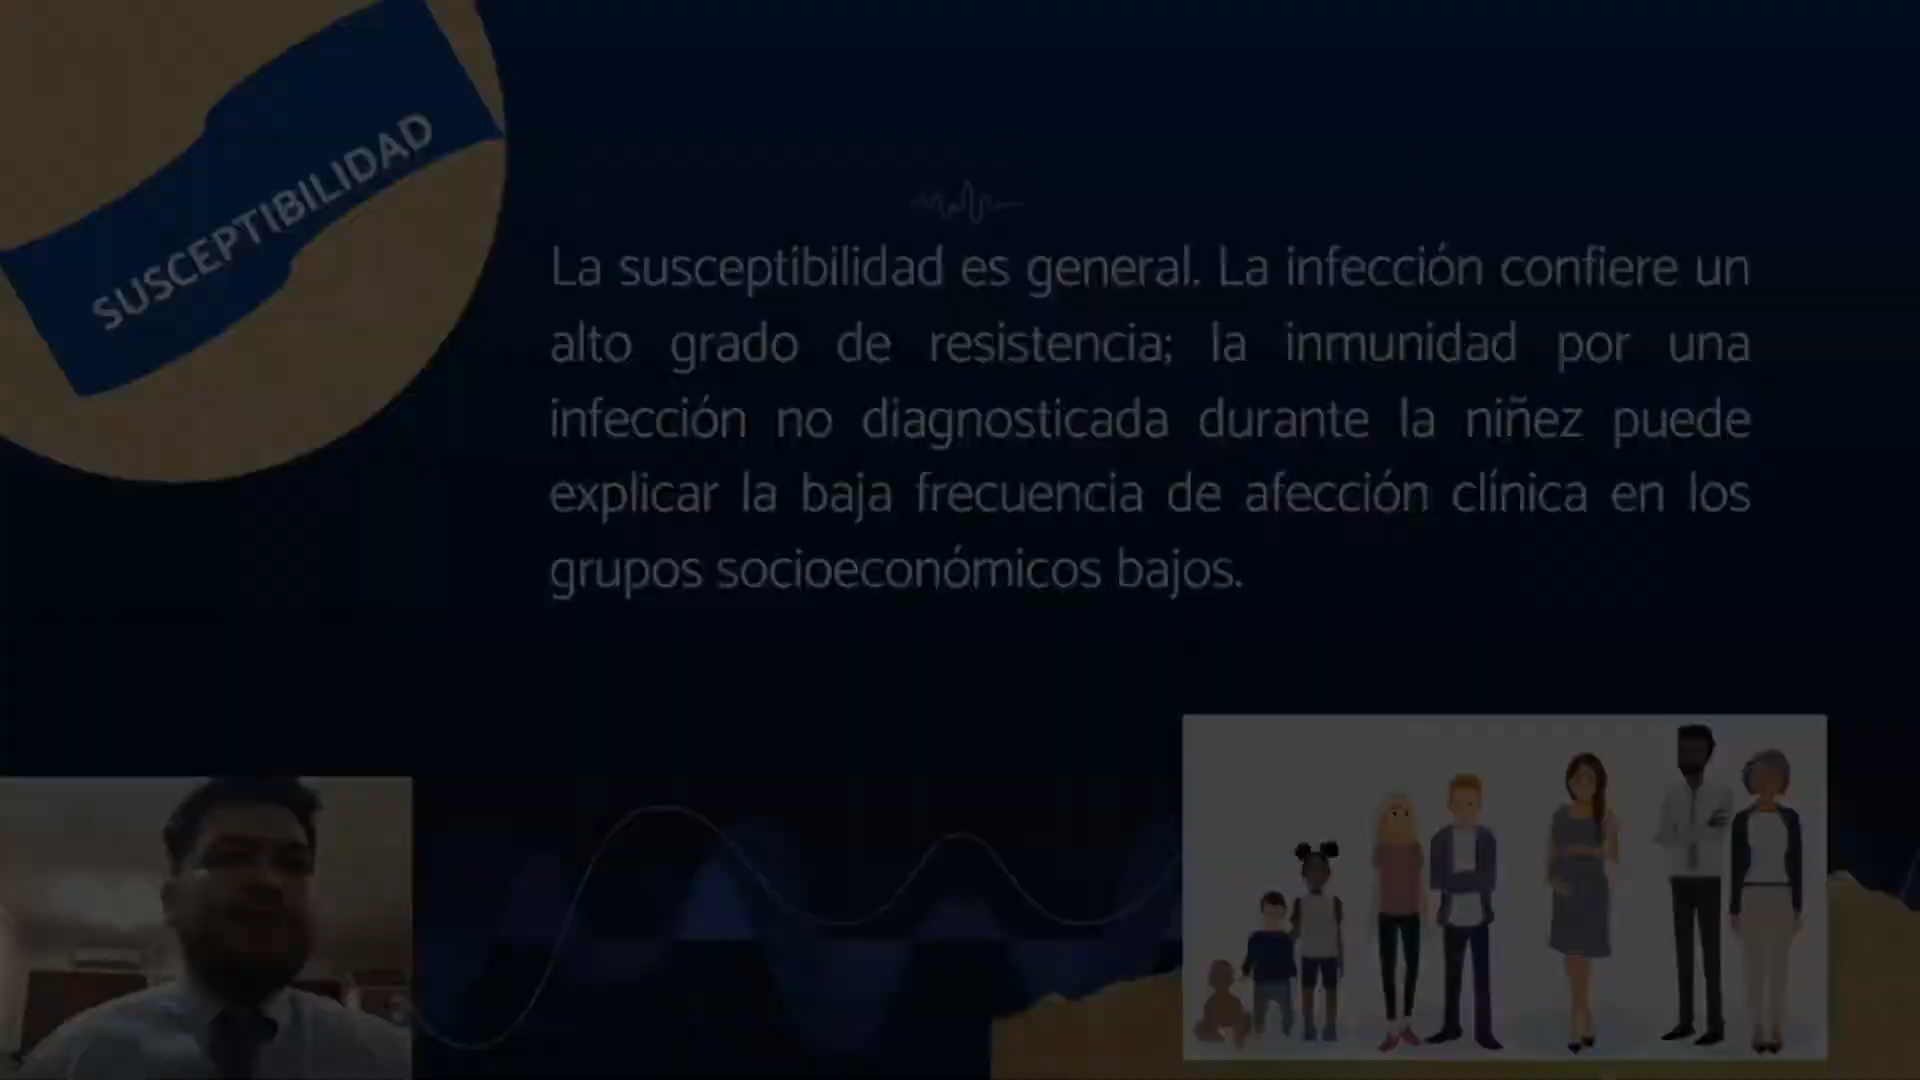 SUSCEPTIBILIDAD
La susceptibilidad es general. La infección confiere un
alto grado de resistencia; la inmunidad por una
infección no diagnosticada durante la niñez puede
explicar la baja frecuencia de afección clínica en los
grupos socioeconómicos bajos.